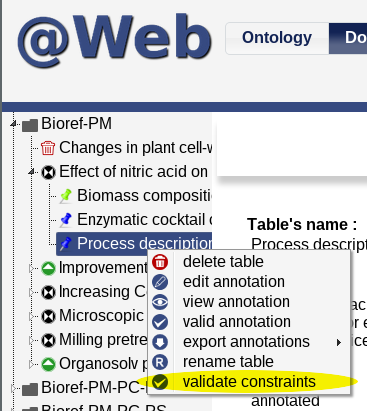 @Web
Ontology
Do
Bioref-PM
Changes in plant cell-w
Effect of nitric acid on
Biomass compositi
Enzymatic cocktail
Process description
Table's name :
Process descript
delete table
edit annotation
view annotation
valid annotation
export annotations
rename table
validate constraints
Improvement
Increasing C
Microscopic
Milling pretre
Organosolv p
Bioref-PM-PC-
annotated
Bioref-PM-PC-PS